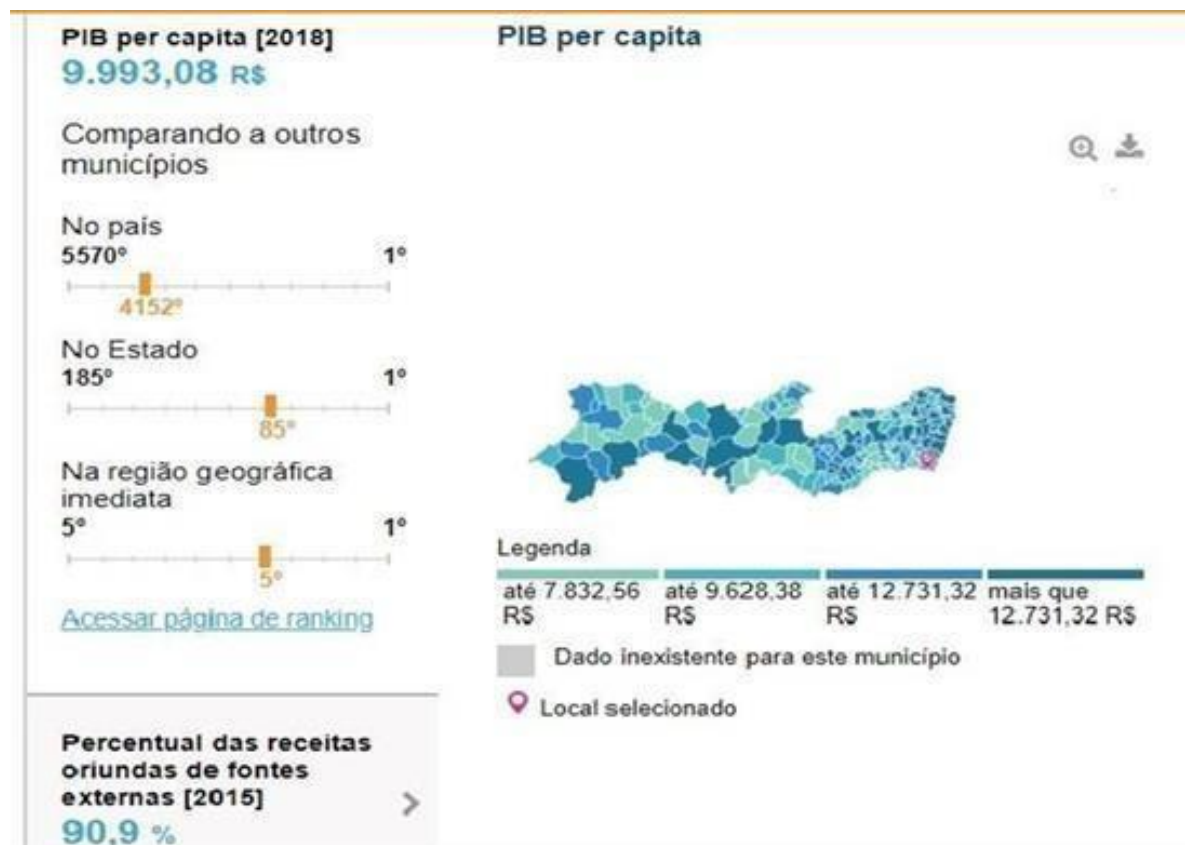 PIB per capita [2018]
9.993,08 R$
Comparando a outros
municípios
No país
5570º 1º
4152º
No Estado
185º 1º
85º
Na região geográfica
imediata
5º 1º
5º
Acessar página de ranking
Percentual das receitas
oriundas de fontes
externas [2015]
90,9 %
PIB per capita
Legenda
até 7.832,56 R$
até 9.628,38 R$
até 12.731,32 R$
mais que 12.731,32 R$
Dado inexistente para este município
Local selecionado